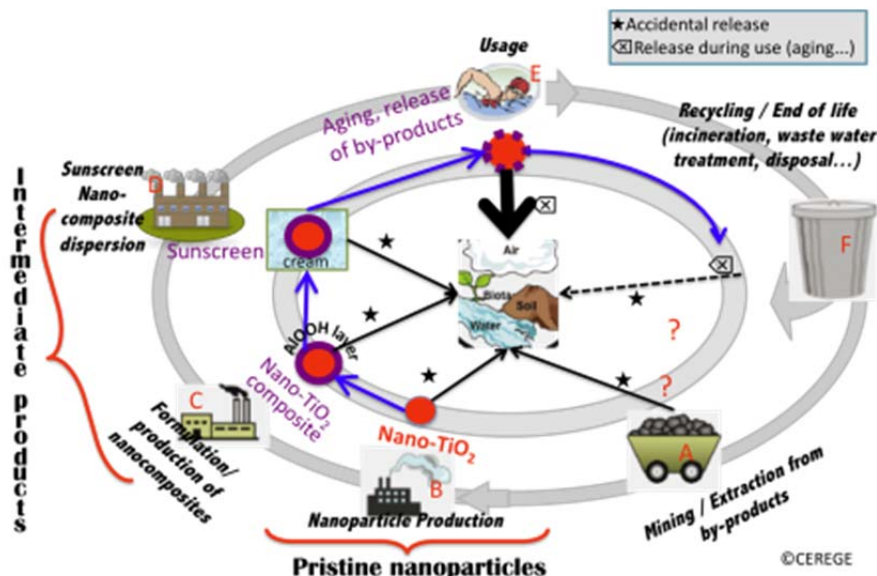 ★Accidental release
⌫Release during use (aging...)
Usage
E
Recycling / End of life
(incineration, waste water
treatment, disposal...)
Aging, release
of by-products
Sunscreen
Nano-
composite
dispersion
D
Sunscreen
cream
Air
Biota
Soil
Water
F
?
?
AlOOH layer
Nano-TiO₂
composite
C
Formulation/
production of
nanocomposites
Intermediate products
Nano-TiO₂
B
Nanoparticle Production
Pristine nanoparticles
A
Mining / Extraction from
by-products
©CEREGE